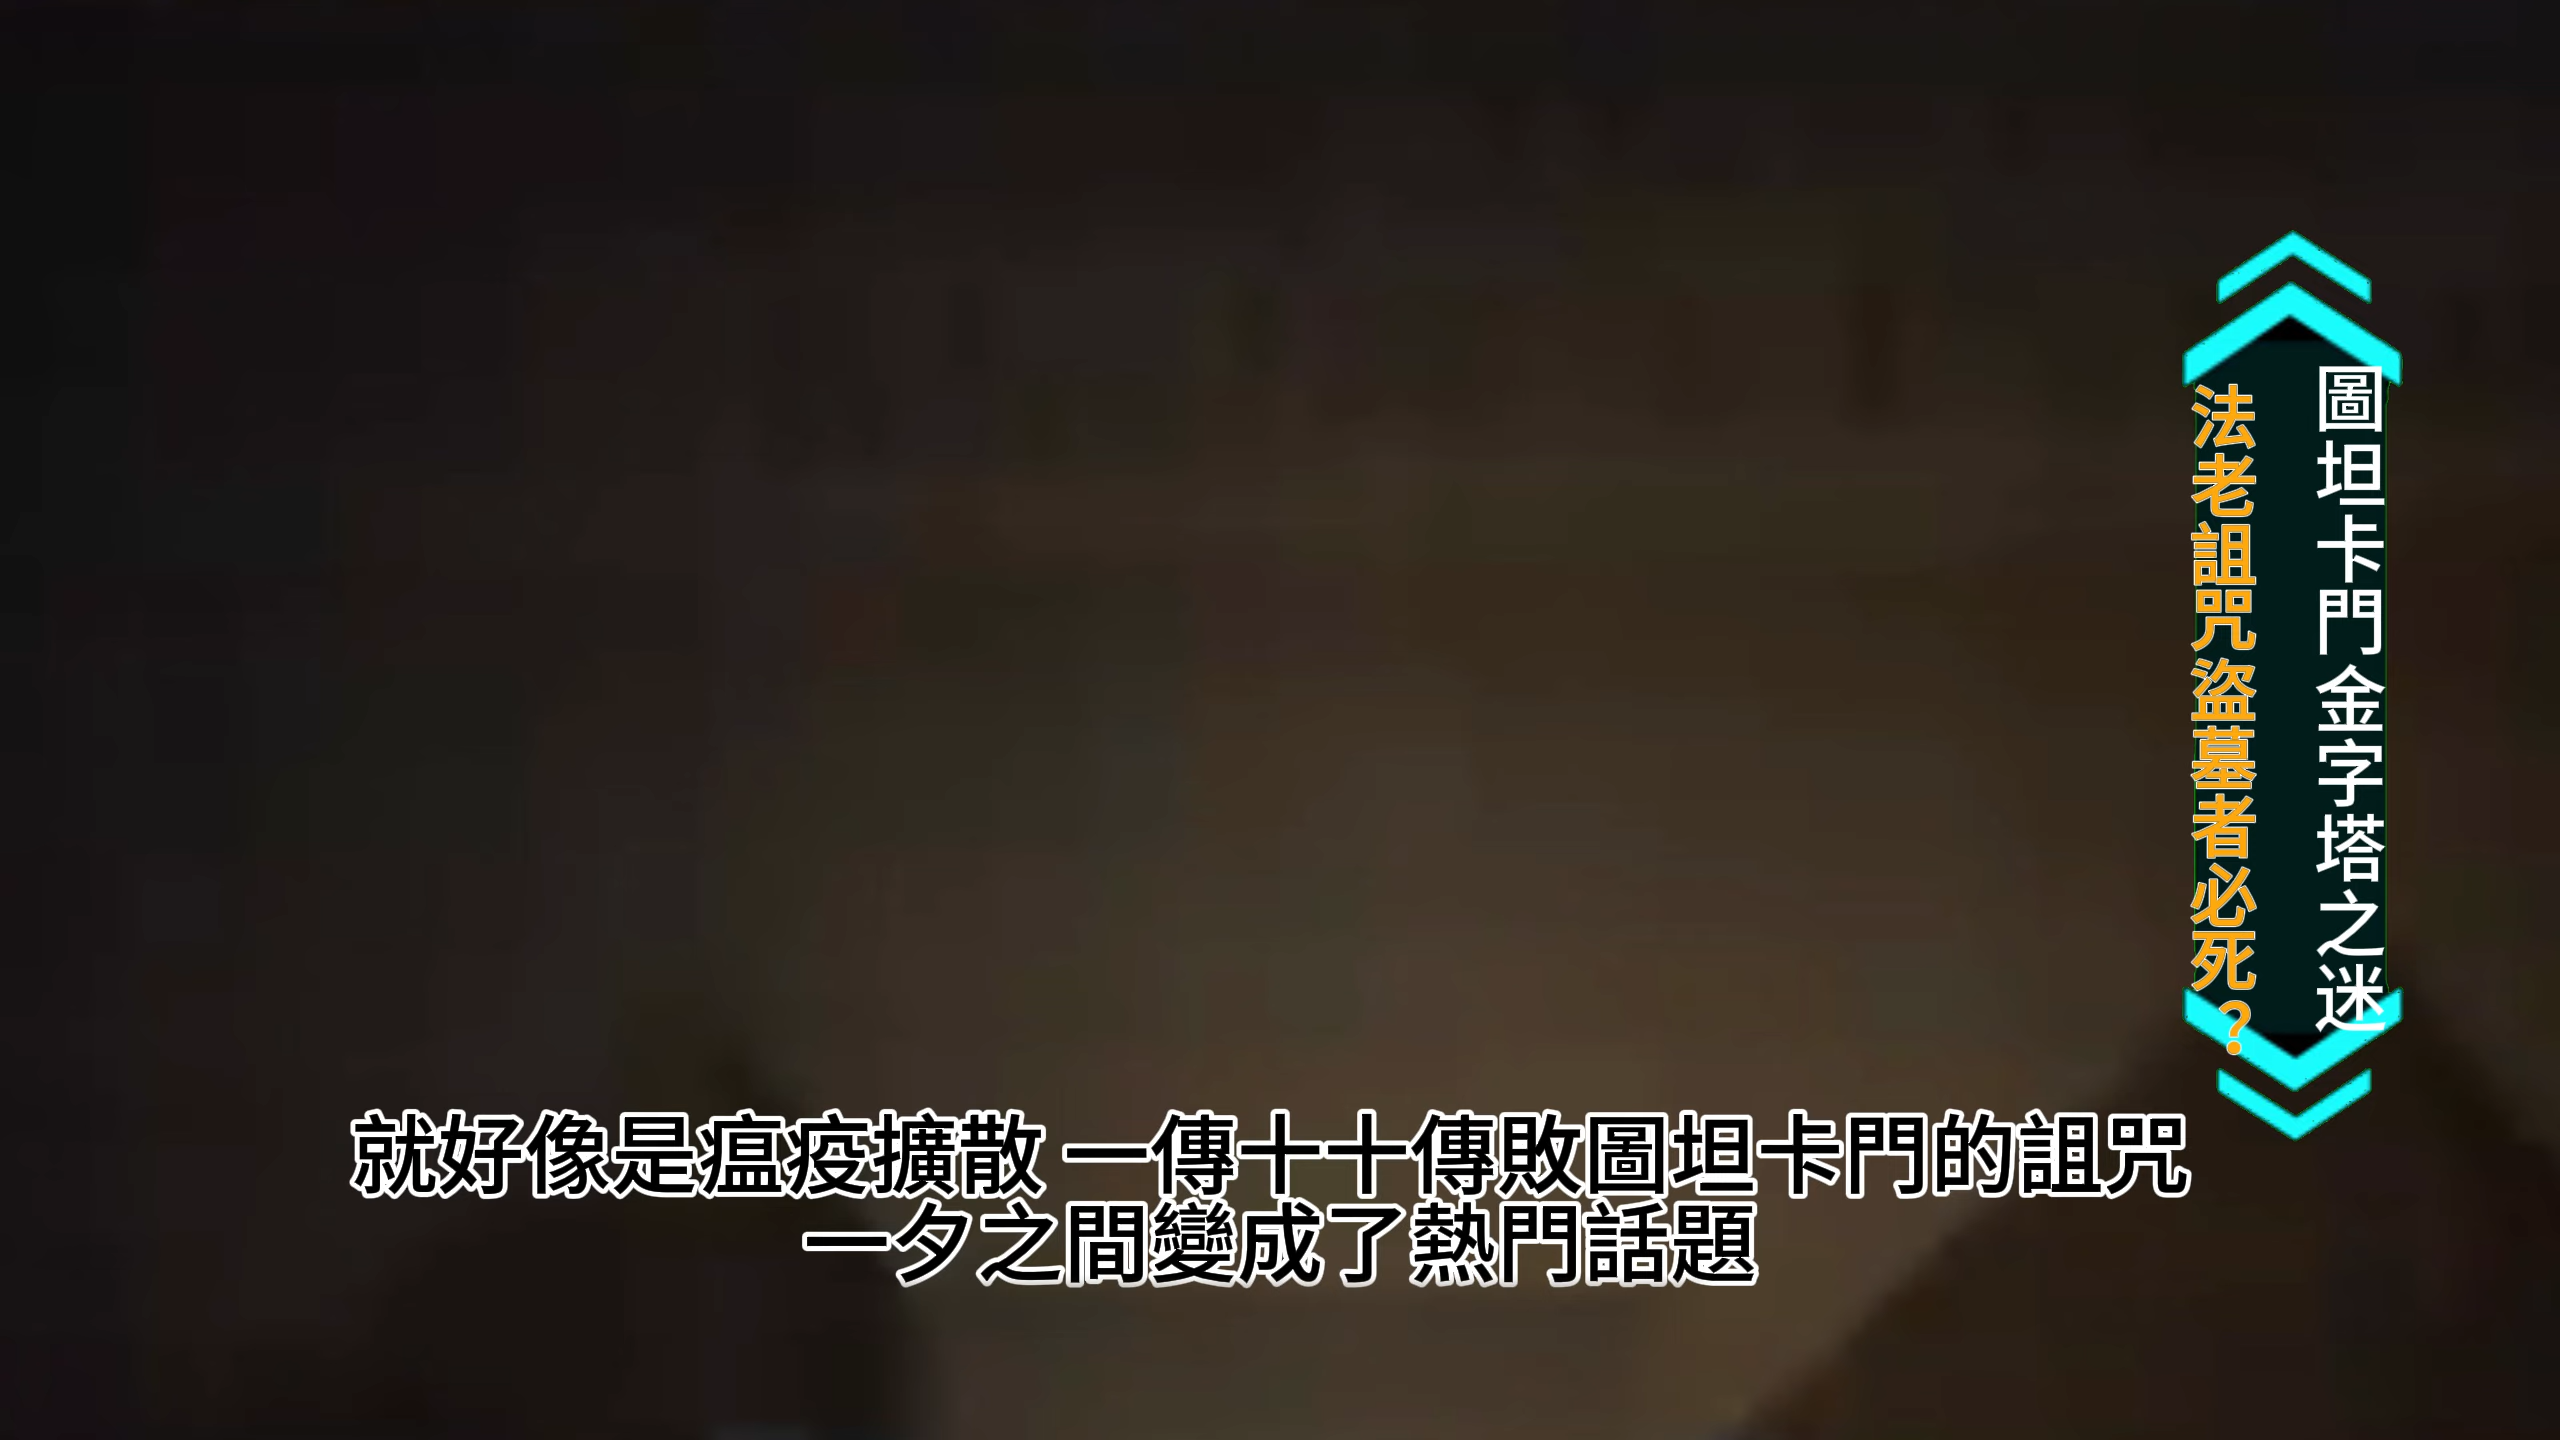 圖坦卡門金字塔之迷
法老詛咒盜墓者必死？
就好像是瘟疫擴散 一傳十十傳敗圖坦卡門的詛咒
一夕之間變成了熱門話題